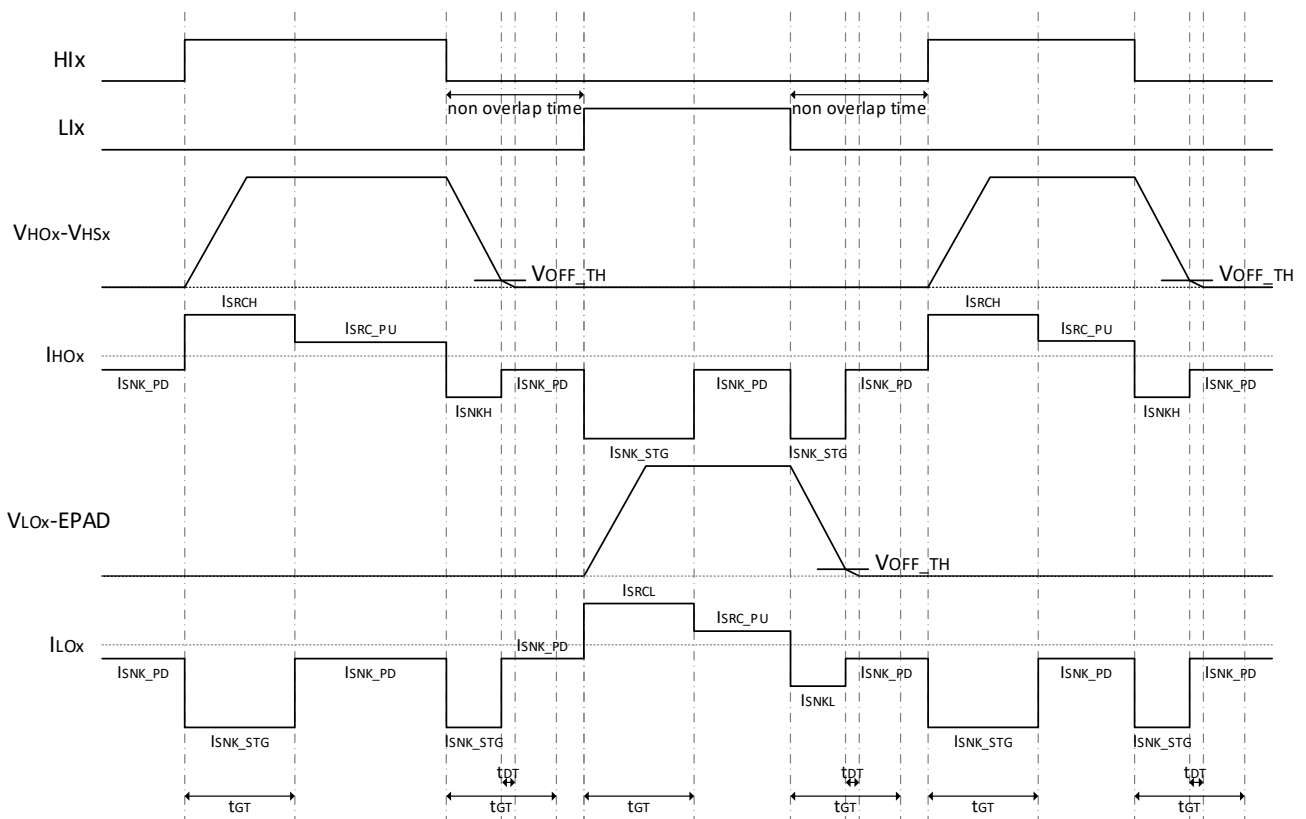 HIx
non overlap time
non overlap time
LIx
VHOx-VHSx
VOFF_TH
VOFF_TH
ISRCH
ISRCH
ISRC_PU
ISRC_PU
IHOx
ISNK_PD
ISNK_PD
ISNK_PD
ISNK_PD
ISNK_PD
ISNKH
ISNKH
ISNK_STG
ISNK_STG
VLOx-EPAD
VOFF_TH
ISRCL
ISRC_PU
ILOx
ISNK_PD
ISNK_PD
ISNK_PD
ISNK_PD
ISNK_PD
ISNK_PD
ISNKL
ISNK_STG
ISNK_STG
ISNK_STG
ISNK_STG
tDT
tDT
tDT
tGT
tGT
tGT
tGT
tGT
tGT